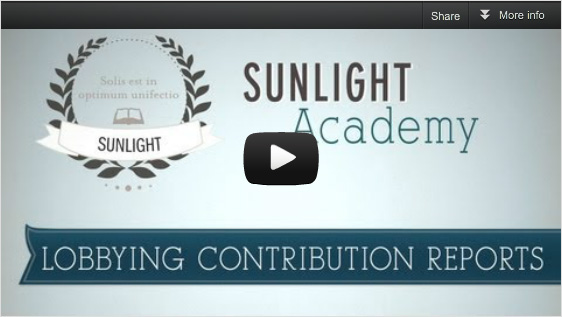 Share
More info
Solis est in
optimum unifectio
SUNLIGHT
SUNLIGHT
Academy
LOBBYING CONTRIBUTION REPORTS